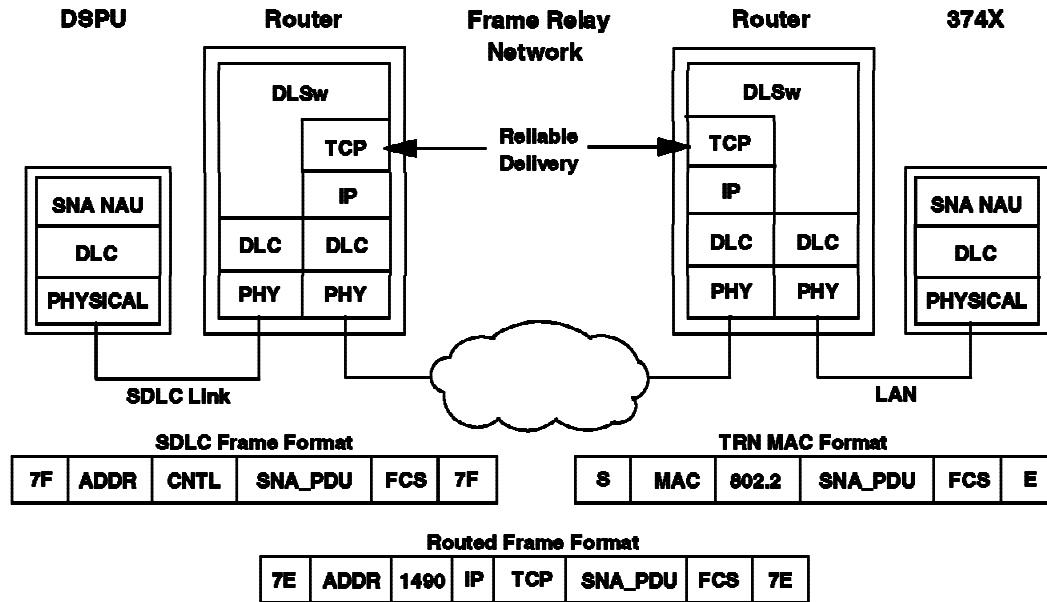 DSPU
Router
Frame Relay
Network
Router
374X
DLSw
TCP
IP
DLC
DLC
PHY
PHY
Reliable
Delivery
DLSw
TCP
IP
DLC
DLC
PHY
PHY
SNA NAU
DLC
PHYSICAL
SNA NAU
DLC
PHYSICAL
SDLC Link
LAN
SDLC Frame Format
7F ADDR CNTL SNA_PDU FCS 7F
TRN MAC Format
S MAC 802.2 SNA_PDU FCS E
Routed Frame Format
7E ADDR 1490 IP TCP SNA_PDU FCS 7E